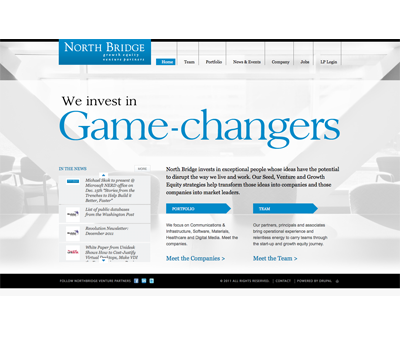 NORTH BRIDGE
growth equity
venture partners
Home
Team
Portfolio
News & Events
Company
Jobs
LP Login
We invest in
Game-changers
IN THE NEWS
MORE
Michael Skok to present @
Microsoft NERD office on
Dec. 15th "Stories from the
Trenches to Help Build it
Better, Faster"
List of public databases
from the Washington Post
Resolution Newsletter:
December 2011
White Paper from Unidesk
Shows How to Cost-Justify
Virtual Desktops, Make VDI
North Bridge invests in exceptional people whose ideas have the potential
to disrupt the way we live and work. Our Seed, Venture and Growth
Equity strategies help transform those ideas into companies and those
companies into market leaders.
PORTFOLIO
We focus on Communications &
Infrastructure, Software, Materials,
Healthcare and Digital Media. Meet the
companies.
Meet the Companies >
TEAM
Our partners, principals and associates
bring operational experience and
relentless energy to carry teams through
the start-up and growth equity journey.
Meet the Team >
FOLLOW NORTHBRIDGE VENTURE PARTNERS
© 2011 ALL RIGHTS RESERVED. | CONTACT | POWERED BY DRUPAL